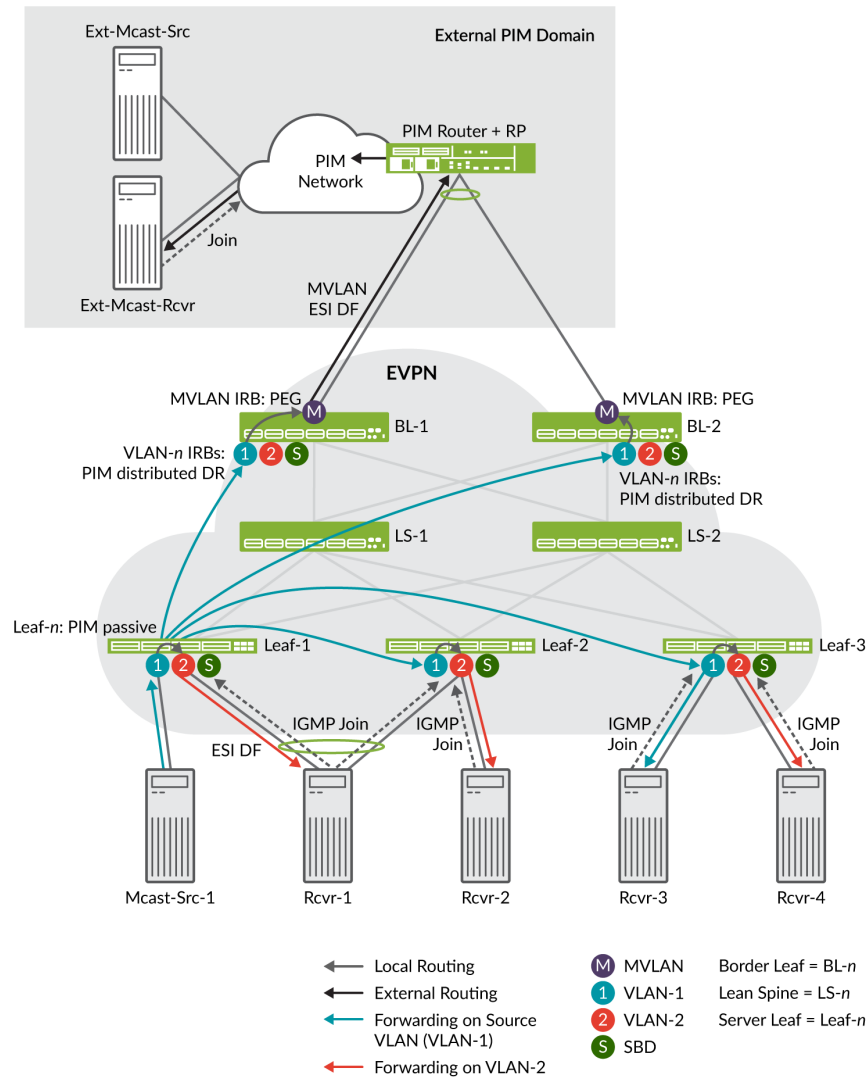 Ext-Mcast-Src
External PIM Domain
PIM Router + RP
PIM
Network
Join
Ext-Mcast-Rcvr
MVLAN
ESI DF
EVPN
MVLAN IRB: PEG
M
BL-1
MVLAN IRB: PEG
M
BL-2
VLAN-n IRBs:
PIM distributed DR
1
2
S
1
2
S
VLAN-n IRBs:
PIM distributed DR
LS-1
LS-2
Leaf-n: PIM passive
Leaf-1
Leaf-2
Leaf-3
1
2
S
1
2
S
1
2
S
ESI DF
IGMP Join
IGMP
Join
IGMP
Join
IGMP
Join
Mcast-Src-1
Rcvr-1
Rcvr-2
Rcvr-3
Rcvr-4
Local Routing
External Routing
Forwarding on Source
VLAN (VLAN-1)
Forwarding on VLAN-2
M MVLAN
1 VLAN-1
2 VLAN-2
S SBD
Border Leaf = BL-n
Lean Spine = LS-n
Server Leaf = Leaf-n